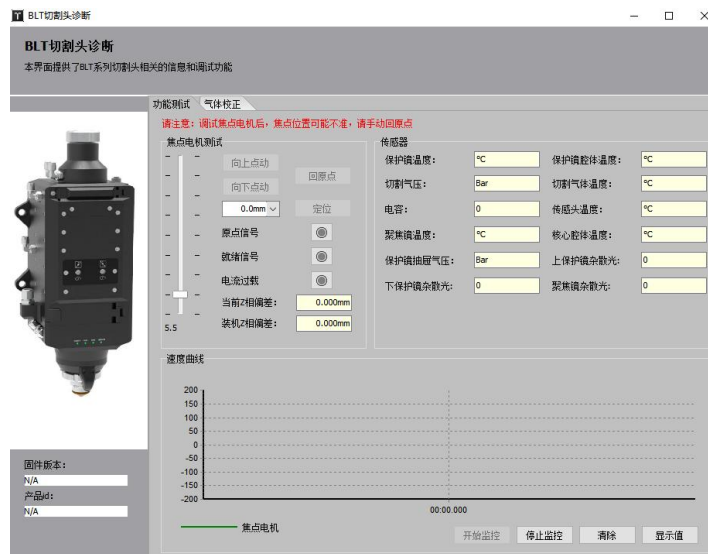 BLT切割头诊断
BLT切割头诊断
本界面提供了BLT系列切割头相关的信息和调试功能
功能测试 气体校正
请注意：调试焦点电机后，焦点位置可能不准，请手动回原点
焦点电机测试
向上点动
向下点动
回原点
0.0mm
定位
原点信号
就绪信号
电流过载
当前Z相偏差： 0.000mm
装机Z相偏差： 0.000mm
5.5
传感器
保护镜温度： ℃ 保护镜腔体温度： ℃
切割气压： Bar 切割气体温度： ℃
电容： 0 传感头温度： ℃
聚焦镜温度： ℃ 核心腔体温度： ℃
保护镜抽屉气压： Bar 上保护镜杂散光： 0
下保护镜杂散光： 0 聚焦镜杂散光： 0
速度曲线
200
150
100
50
0
-50
-100
-150
-200
00:00.000
焦点电机
开始监控 停止监控 清除 显示值
固件版本：
N/A
产品id：
N/A